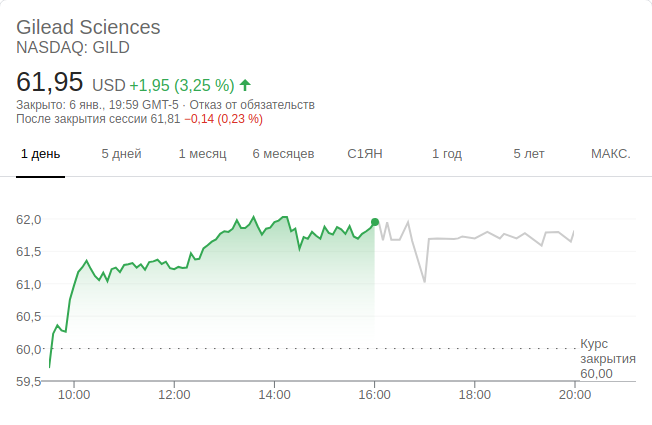 Gilead Sciences
NASDAQ: GILD
61,95 USD +1,95 (3,25 %)
Закрыто: 6 янв., 19:59 GMT-5 · Отказ от обязательств
После закрытия сессии 61,81 −0,14 (0,23 %)
1 день 5 дней 1 месяц 6 месяцев С1ЯН 1 год 5 лет МАКС.
62,0
61,5
61,0
60,5
60,0
59,5
Курс
закрытия
60,00
10:00 12:00 14:00 16:00 20:00